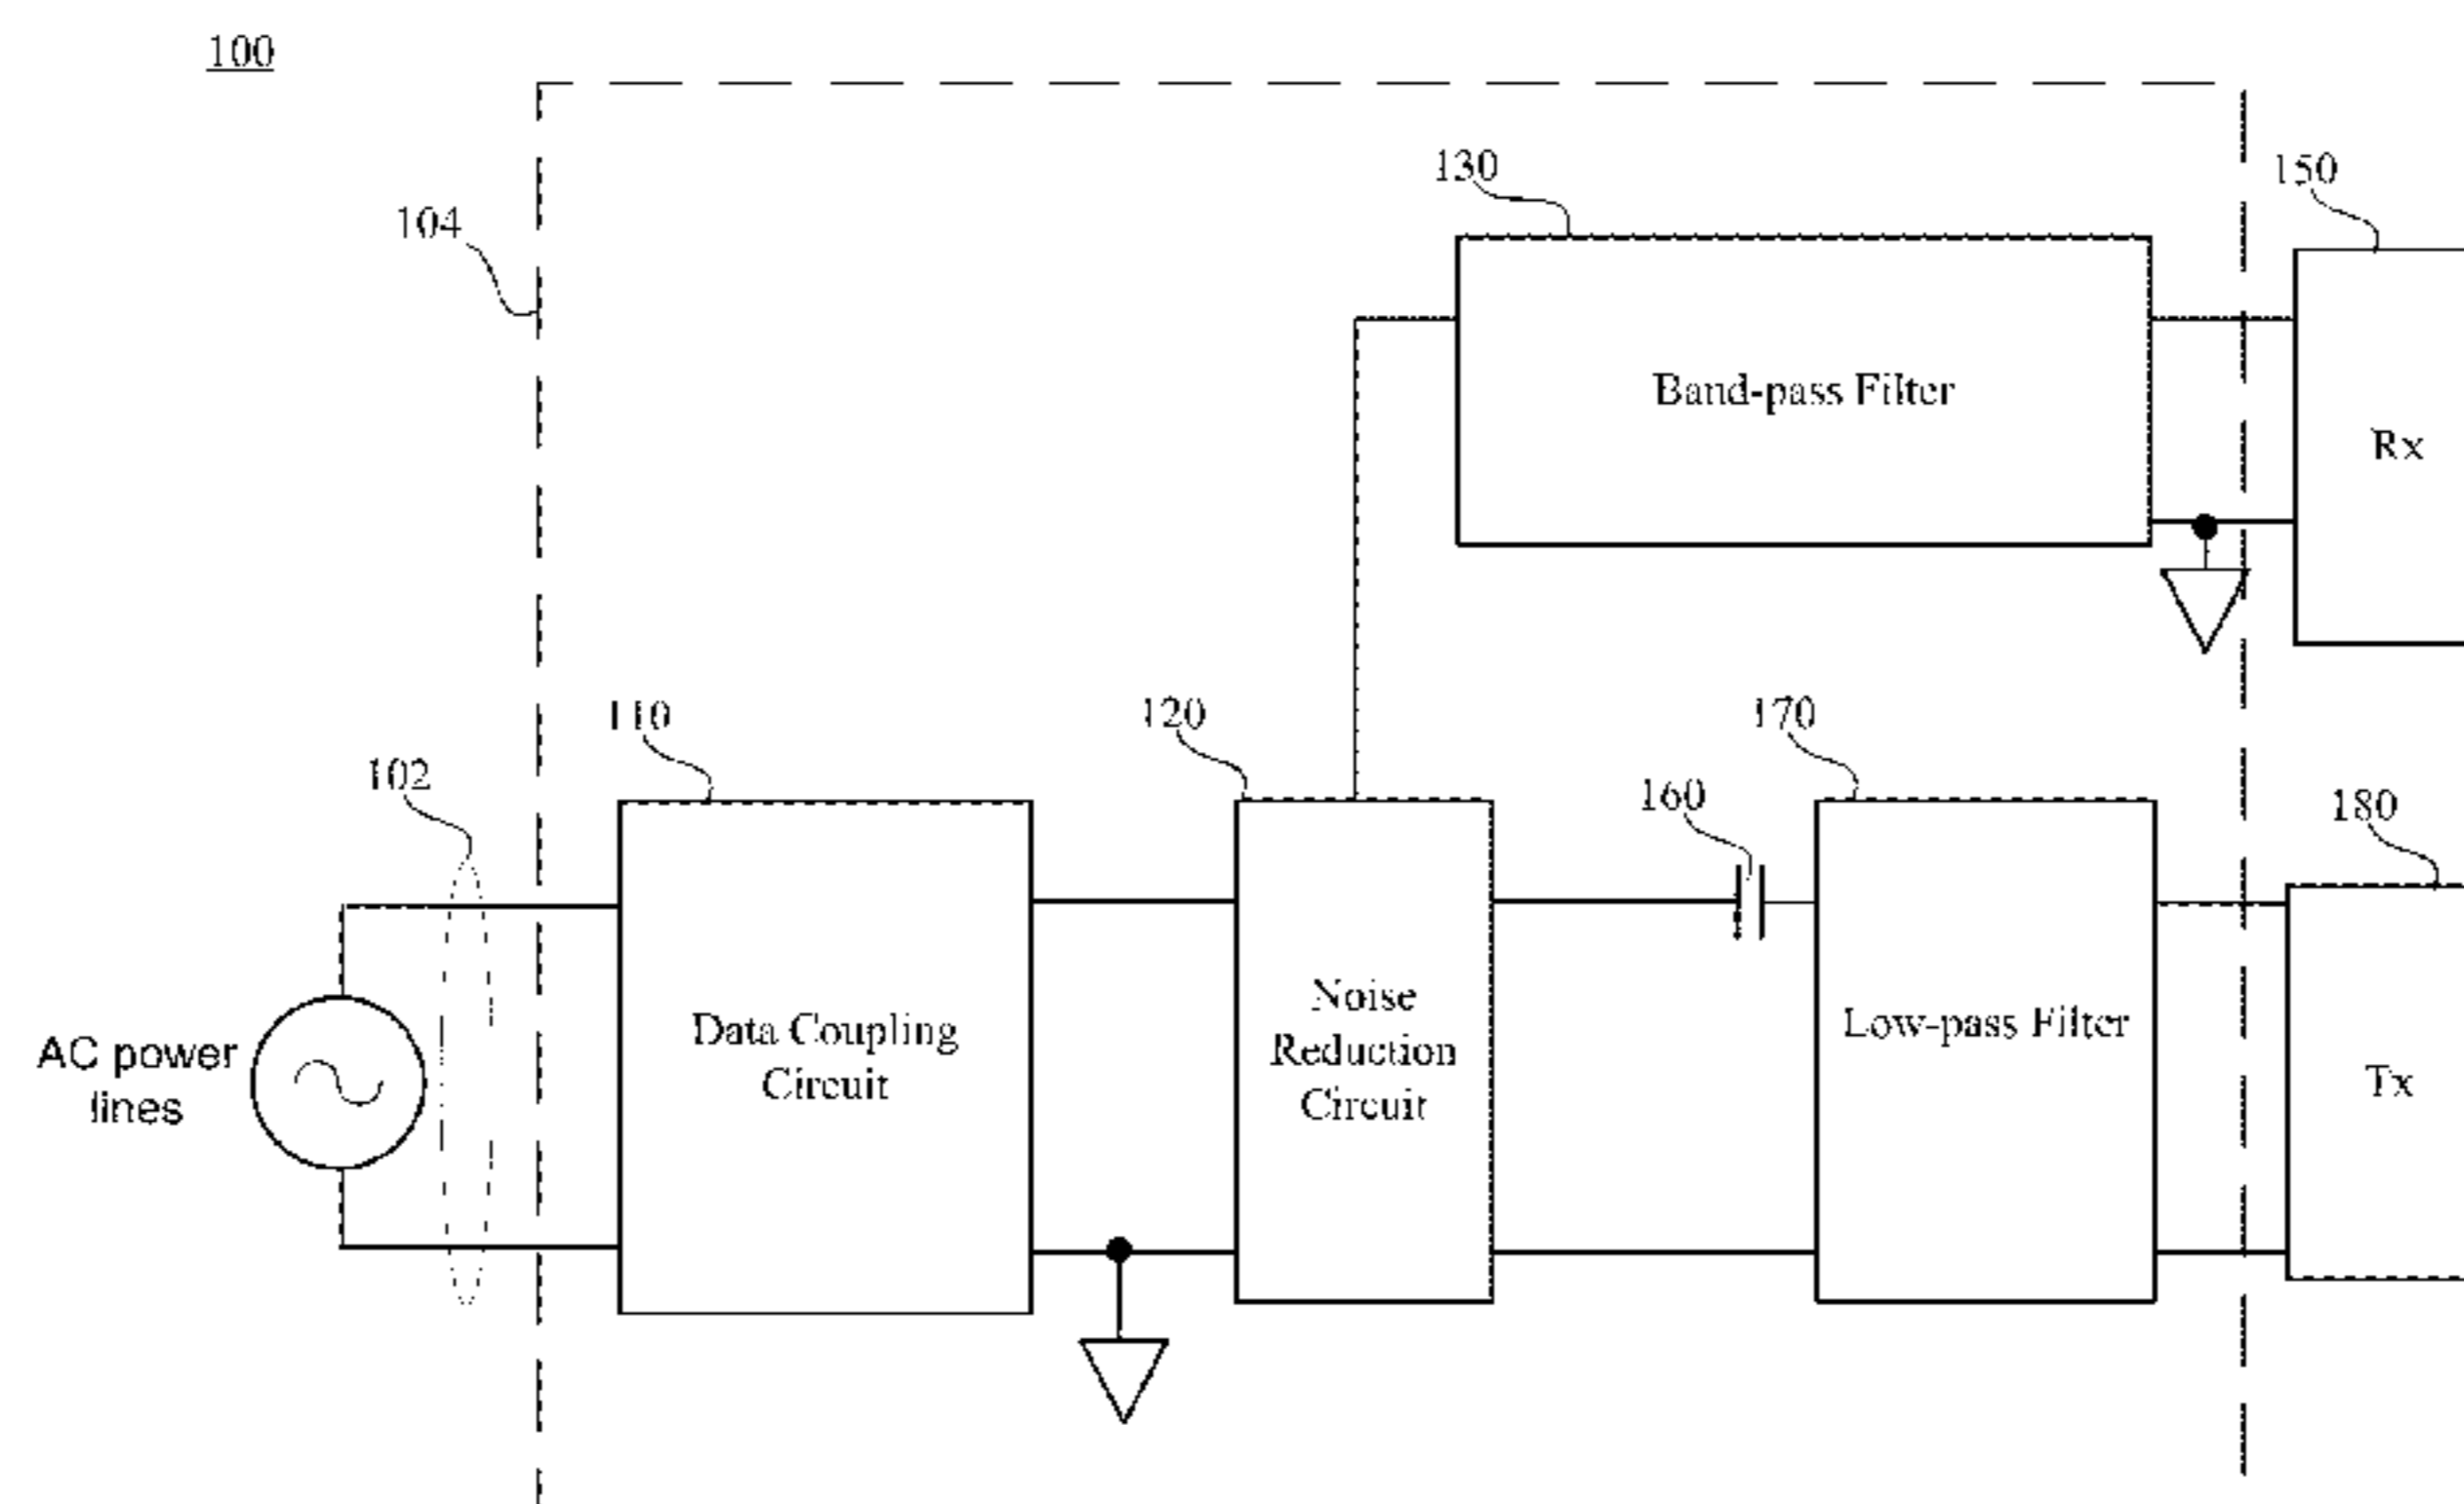 100
130
150
104
Band-pass Filter
Rx
110
120
170
102
160
180
Data Coupling
Circuit
Noise
Reduction
Circuit
Low-pass Filter
Tx
AC power
lines